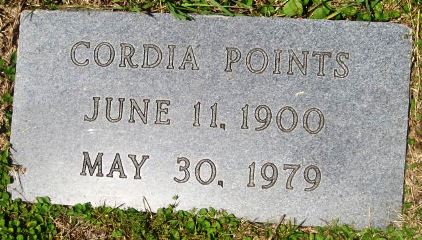 CORDIA POINTS
JUNE 11, 1900
MAY 30, 1979